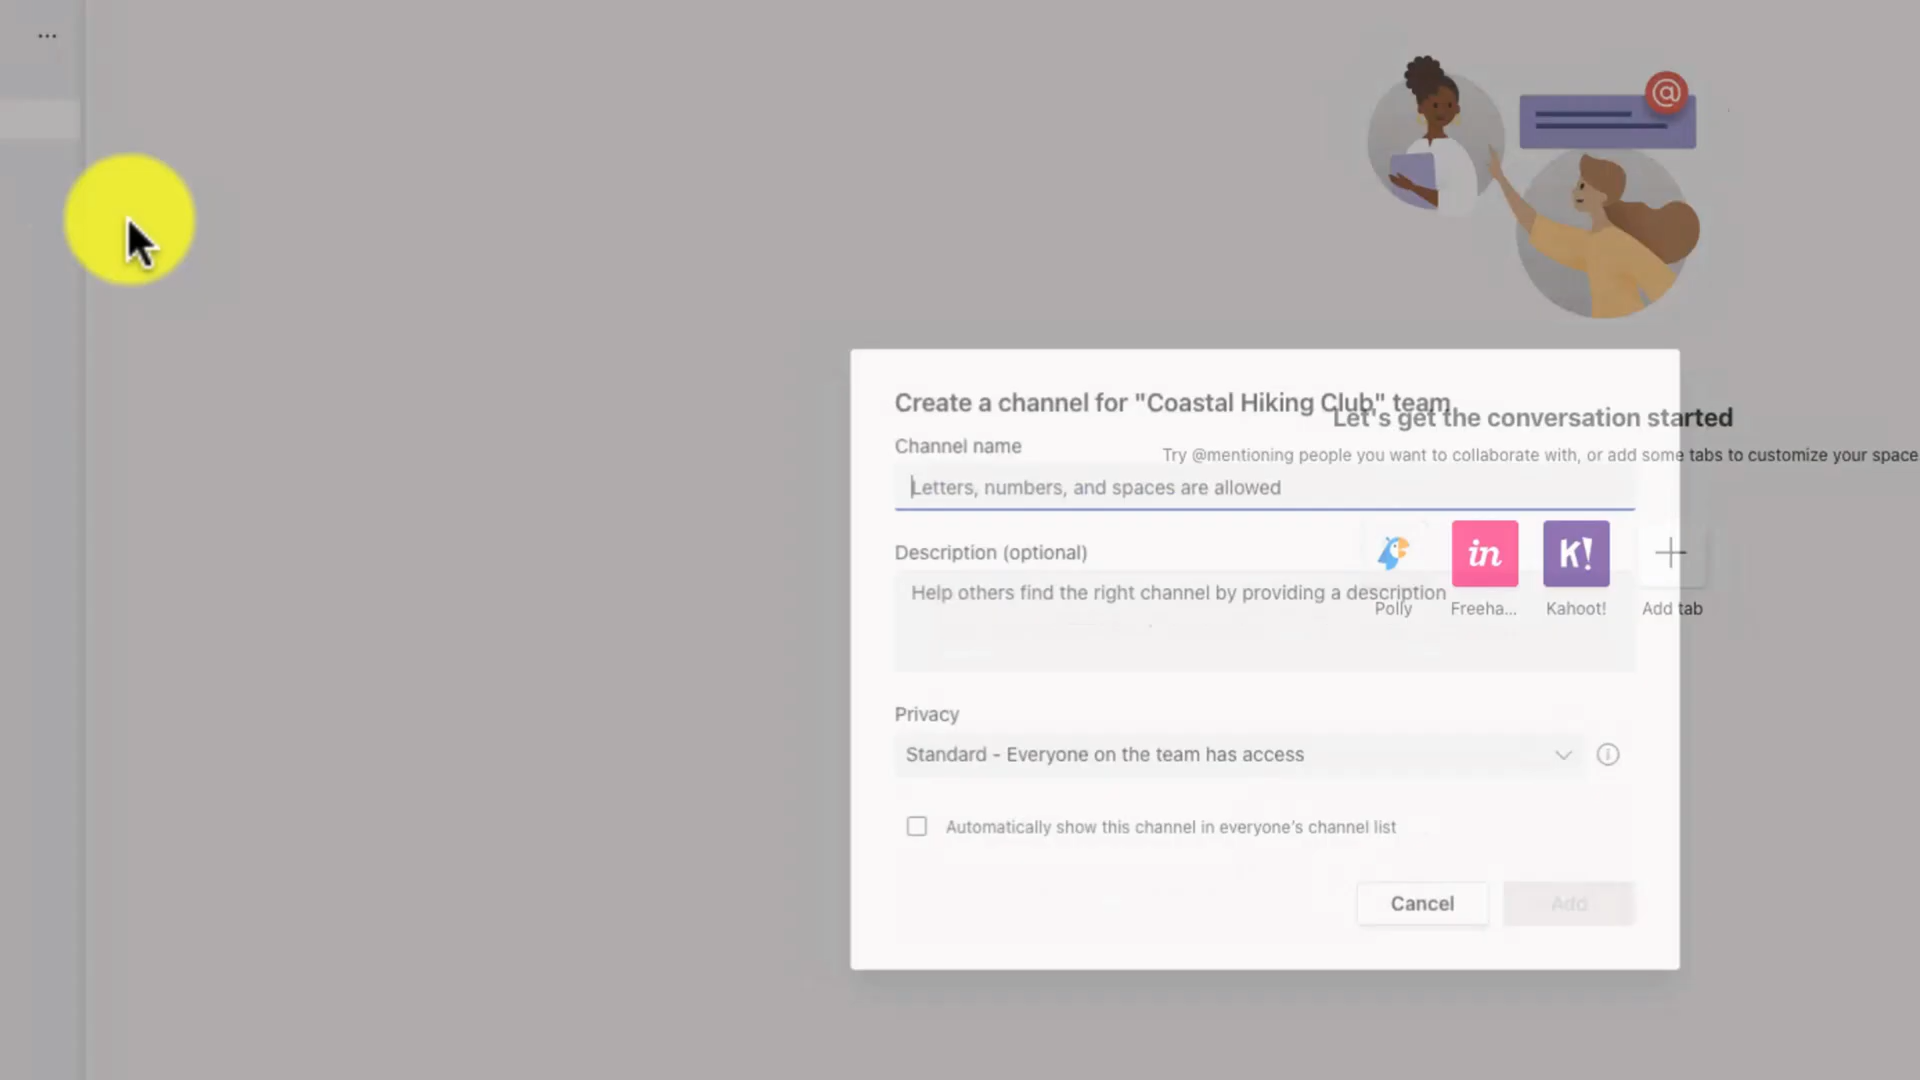 ...
@
Create a channel for "Coastal Hiking Club" team
Let's get the conversation started
Channel name
Try @mentioning people you want to collaborate with, or add some tabs to customize your space
Letters, numbers, and spaces are allowed
in
K!
Description (optional)
Help others find the right channel by providing a description
Polly
Freeha...
Kahoot!
Add tab
Privacy
Standard - Everyone on the team has access
Automatically show this channel in everyone's channel list
Cancel
Add